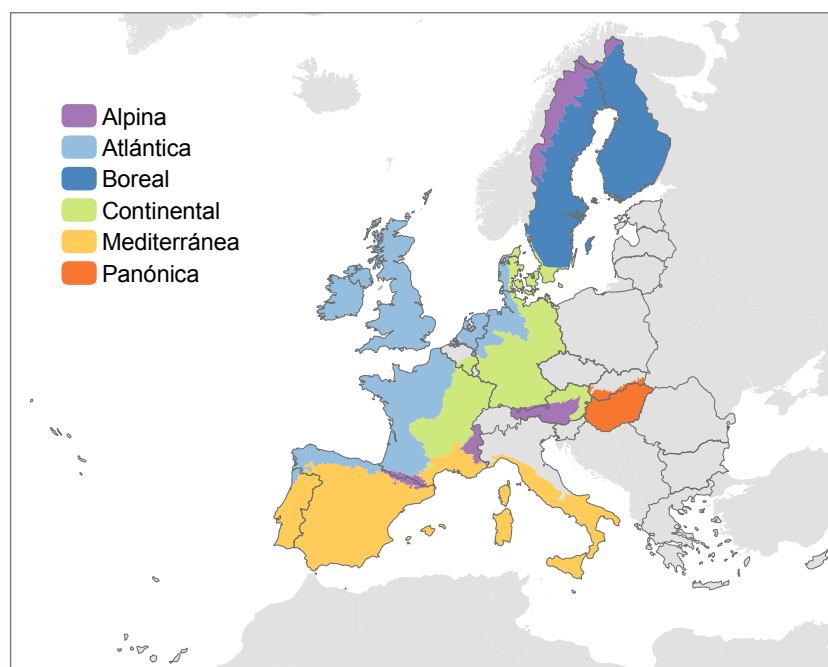 Alpina
Atlántica
Boreal
Continental
Mediterránea
Panónica